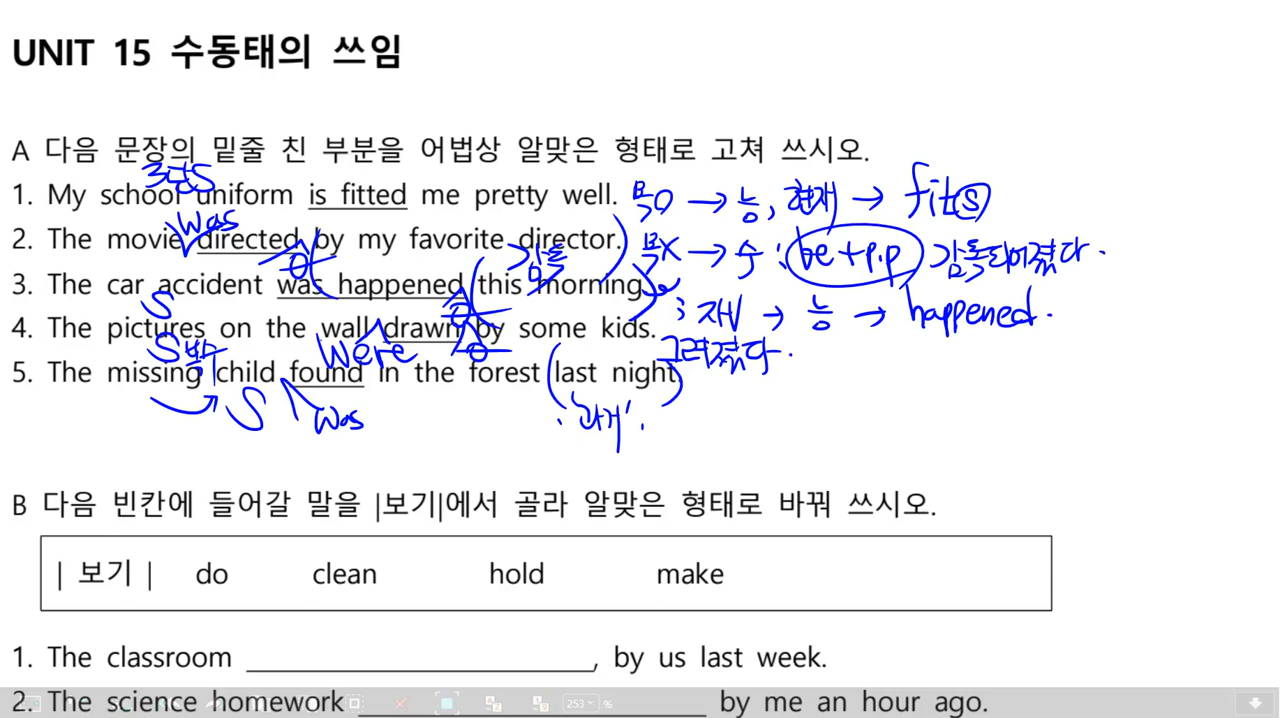 UNIT 15 수동태의 쓰임
A 다음 문장의 밑줄 친 부분을 어법상 알맞은 형태로 고쳐 쓰시오.
3단S
1. My school uniform is fitted me pretty well. 목O → 능, 현재 → fit(s)
was
2. The movie directed by my favorite director. 목X → 수 : be+p.p 감독되어졌다.
감독
3. The car accident was happened this morning. ; 자V → 능 → happened.
S
4. The pictures on the wall drawn by some kids. 그려졌다.
S were
5. The missing child found in the forest last night.
S was '과거'.
B 다음 빈칸에 들어갈 말을 |보기|에서 골라 알맞은 형태로 바꿔 쓰시오.
| 보기 | do clean hold make
1. The classroom ________________, by us last week.
253 %
2. The science homework ________________ by me an hour ago.